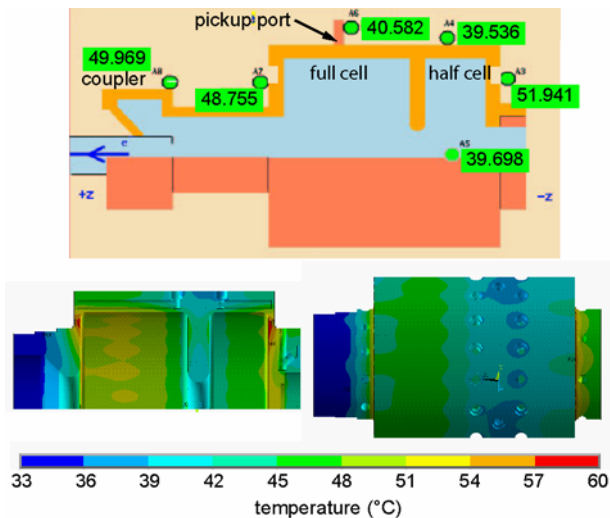 pickup port
A6
40.582
A4
39.536
49.969
A8
coupler
A7
48.755
full cell
half cell
A3
51.941
e
A5
39.698
+z
-z
33 36 39 42 45 48 51 54 57 60
temperature (°C)